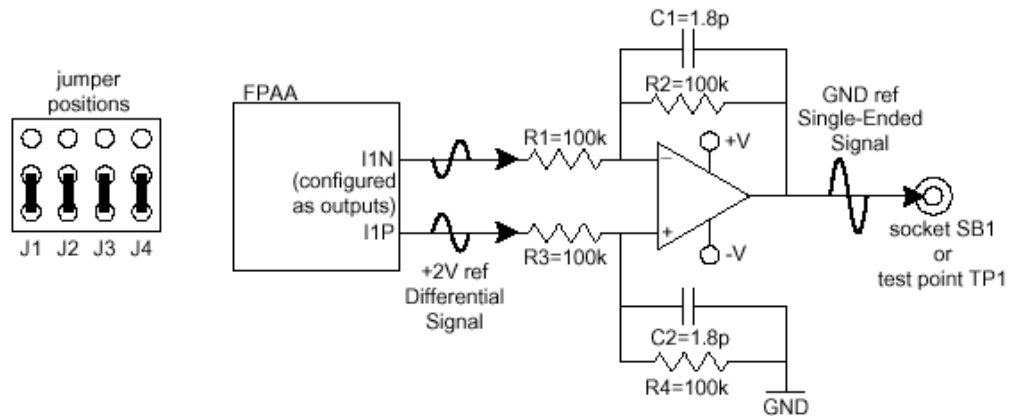 jumper
positions
J1 J2 J3 J4
FPAA
I1N
(configured
as outputs)
I1P
+2V ref
Differential
Signal
R1=100k
R3=100k
C1=1.8p
R2=100k
+V
-V
−
+
C2=1.8p
R4=100k
GND
GND ref
Single-Ended
Signal
socket SB1
or
test point TP1